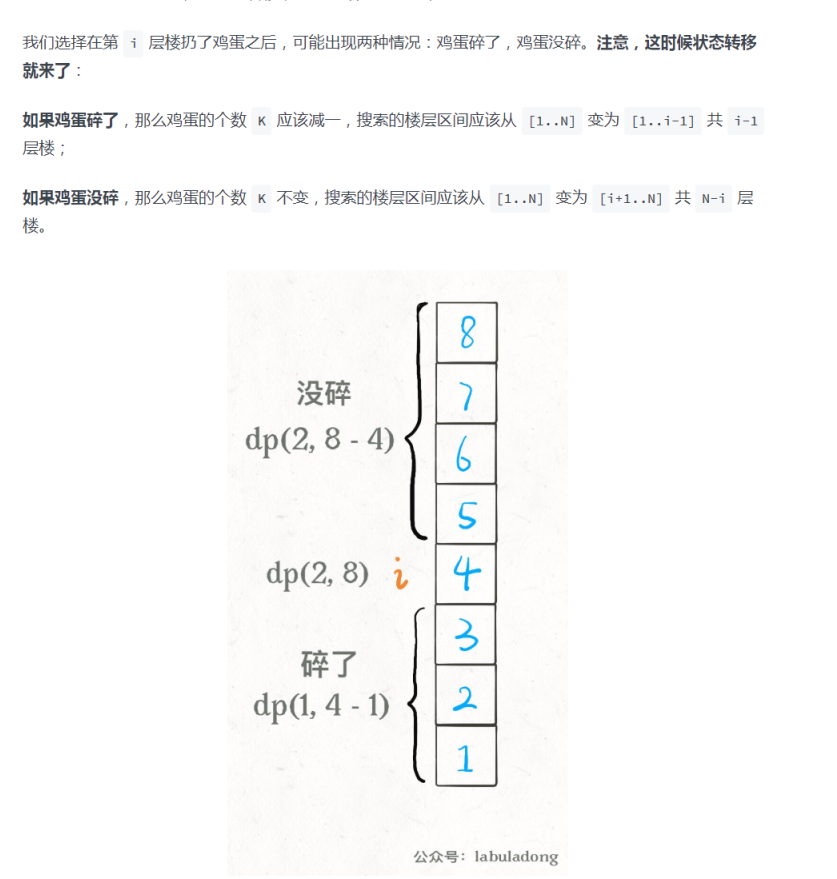 我们选择在第 i 层楼扔了鸡蛋之后，可能出现两种情况：鸡蛋碎了，鸡蛋没碎。注意，这时候状态转移
就来了：
如果鸡蛋碎了，那么鸡蛋的个数 K 应该减一，搜索的楼层区间应该从 [1..N] 变为 [1..i-1] 共 i-1
层楼；
如果鸡蛋没碎，那么鸡蛋的个数 K 不变，搜索的楼层区间应该从 [1..N] 变为 [i+1..N] 共 N-i 层
楼。
8
没碎
7
dp(2, 8 - 4)
6
5
dp(2, 8) i 4
3
碎了
dp(1, 4 - 1)
2
1
公众号：labuladong